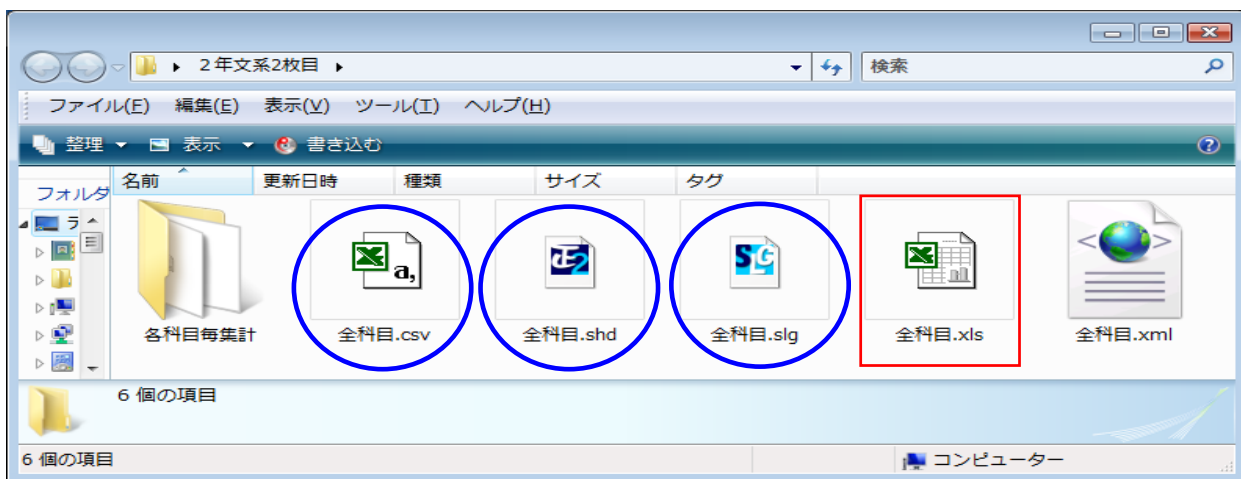 ２年文系2枚目
検索
ファイル(F) 編集(E) 表示(V) ツール(T) ヘルプ(H)
整理 表示 書き込む
フォルダ
名前 更新日時 種類 サイズ タグ
ラ
a,
SLG
各科目毎集計 全科目.csv 全科目.shd 全科目.slg 全科目.xls 全科目.xml
6 個の項目
6 個の項目 コンピューター